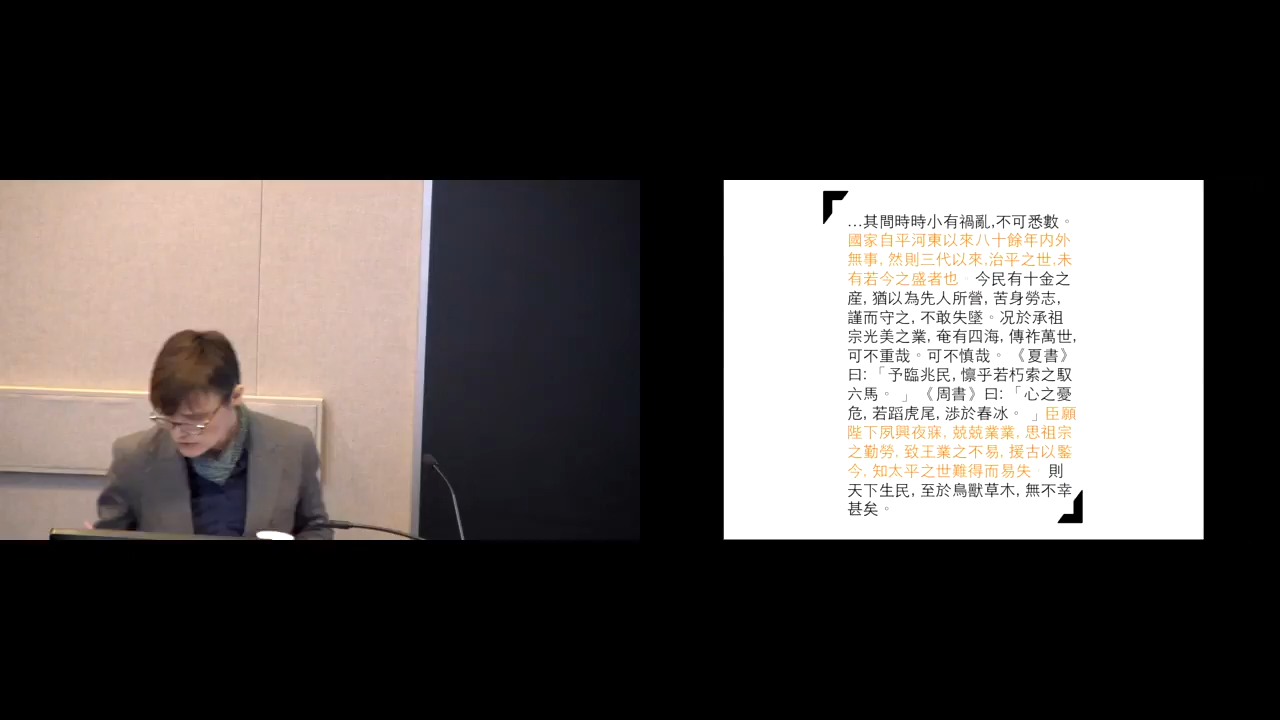 …其間時時小有禍亂,不可悉數。
國家自平河東以來八十餘年内外
無事, 然則三代以來,治平之世,未
有若今之盛者也。今民有十金之
産, 猶以為先人所營, 苦身勞志,
謹而守之, 不敢失墜。况於承祖
宗光美之業, 奄有四海, 傳祚萬世,
可不重哉。可不慎哉。《夏書》
曰:「予臨兆民, 懍乎若朽索之馭
六馬。」《周書》曰:「心之憂
危, 若蹈虎尾, 涉於春冰。」臣願
陛下夙興夜寐, 兢兢業業, 思祖宗
之勤勞, 致王業之不易, 援古以鑒
今, 知太平之世難得而易失。則
天下生民, 至於鳥獸草木, 無不幸
甚矣。